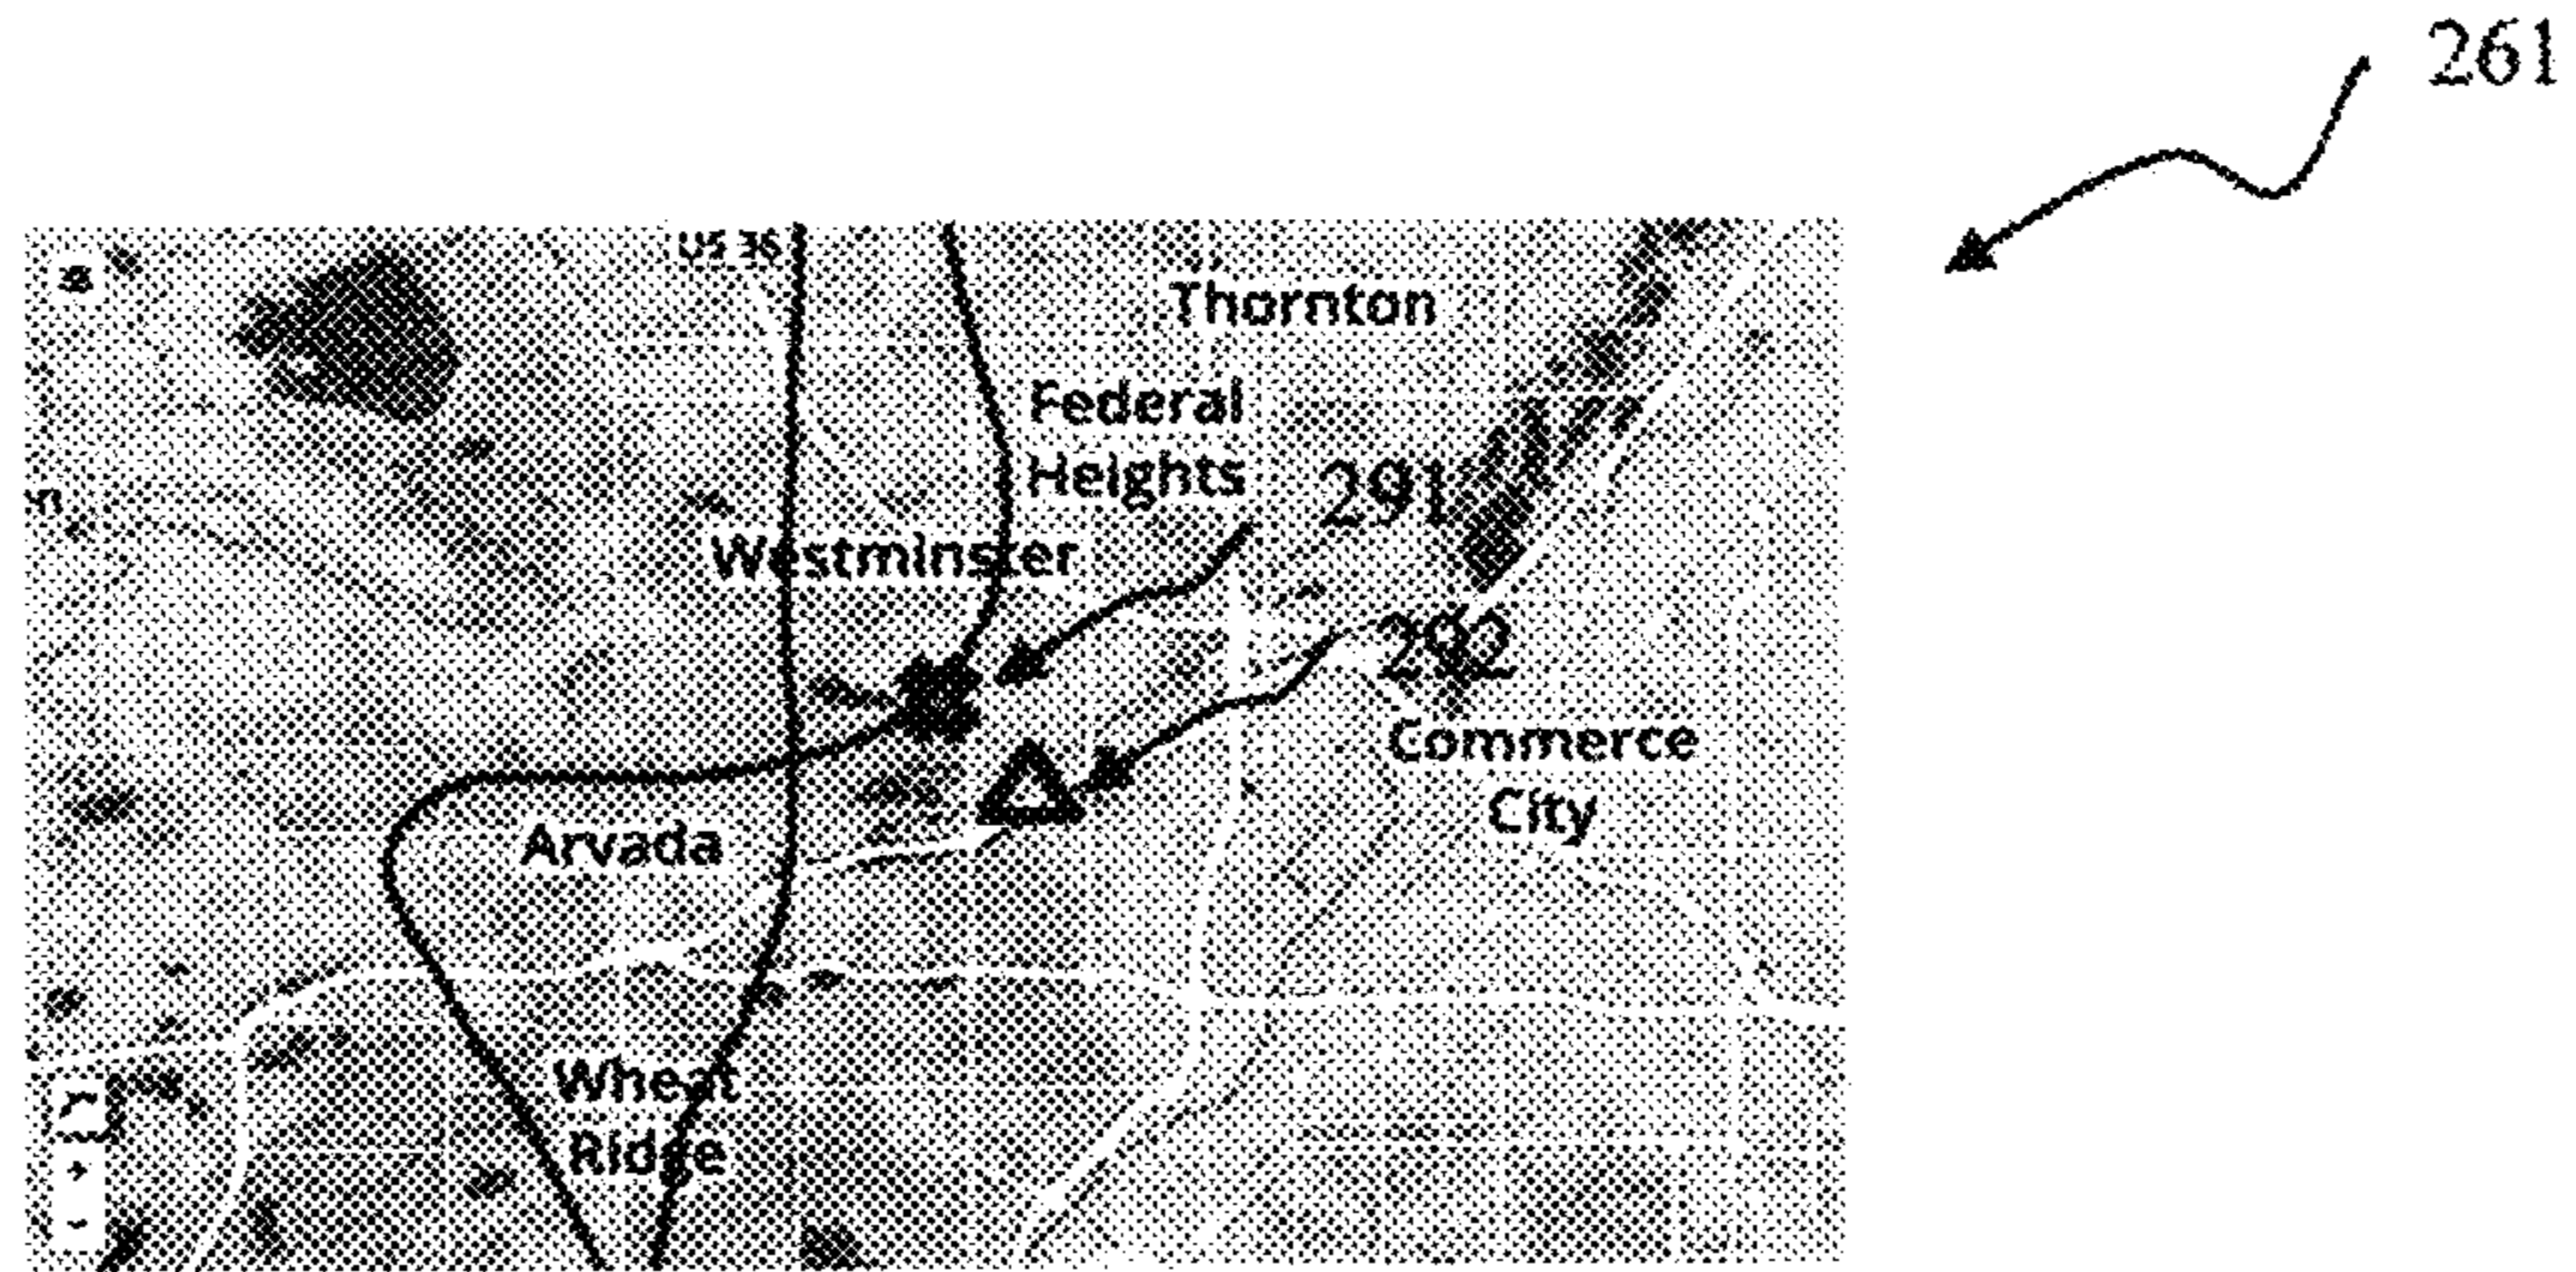 261
US 36
Thornton
Federal
Heights
291
Westminster
292
Commerce
City
Arvada
Wheat
Ridge
+
-